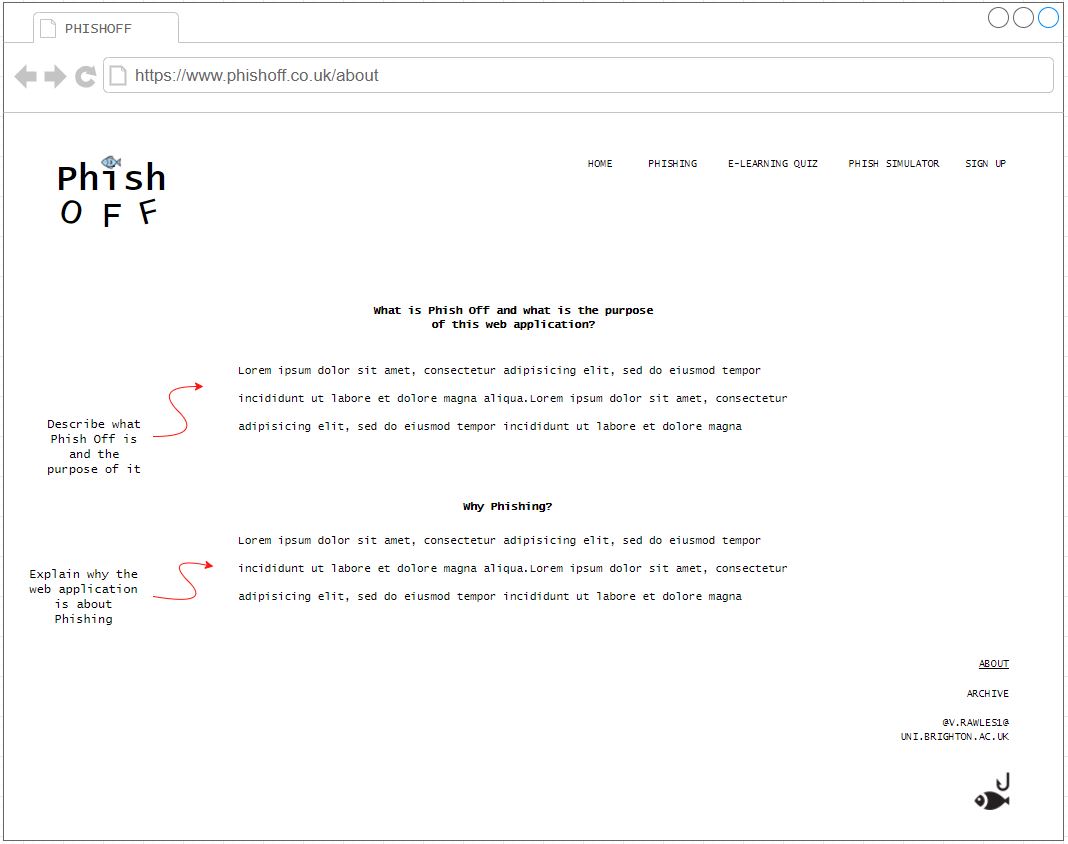 PHISHOFF
https://www.phishoff.co.uk/about
Phish
OFF
HOME PHISHING E-LEARNING QUIZ PHISH SIMULATOR SIGN UP
What is Phish Off and what is the purpose
of this web application?
Lorem ipsum dolor sit amet, consectetur adipisicing elit, sed do eiusmod tempor
incididunt ut labore et dolore magna aliqua.Lorem ipsum dolor sit amet, consectetur
adipisicing elit, sed do eiusmod tempor incididunt ut labore et dolore magna
Describe what
Phish Off is
and the
purpose of it
Why Phishing?
Lorem ipsum dolor sit amet, consectetur adipisicing elit, sed do eiusmod tempor
incididunt ut labore et dolore magna aliqua.Lorem ipsum dolor sit amet, consectetur
adipisicing elit, sed do eiusmod tempor incididunt ut labore et dolore magna
Explain why the
web application
is about
Phishing
ABOUT
ARCHIVE
@V.RAWLES1@
UNI.BRIGHTON.AC.UK